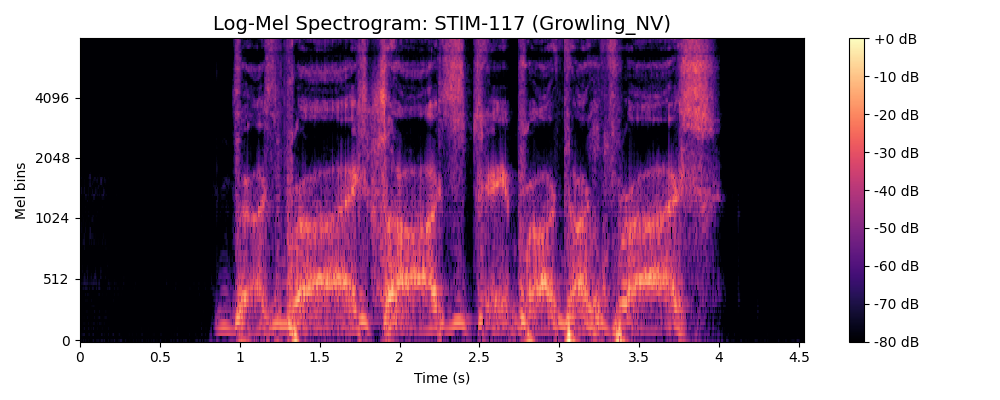 Log-Mel Spectrogram: STIM-117 (Growling_NV)
Mel bins
4096
2048
1024
512
0
0 0.5 1 1.5 2 2.5 3 3.5 4 4.5
Time (s)
+0 dB
-10 dB
-20 dB
-30 dB
-40 dB
-50 dB
-60 dB
-70 dB
-80 dB